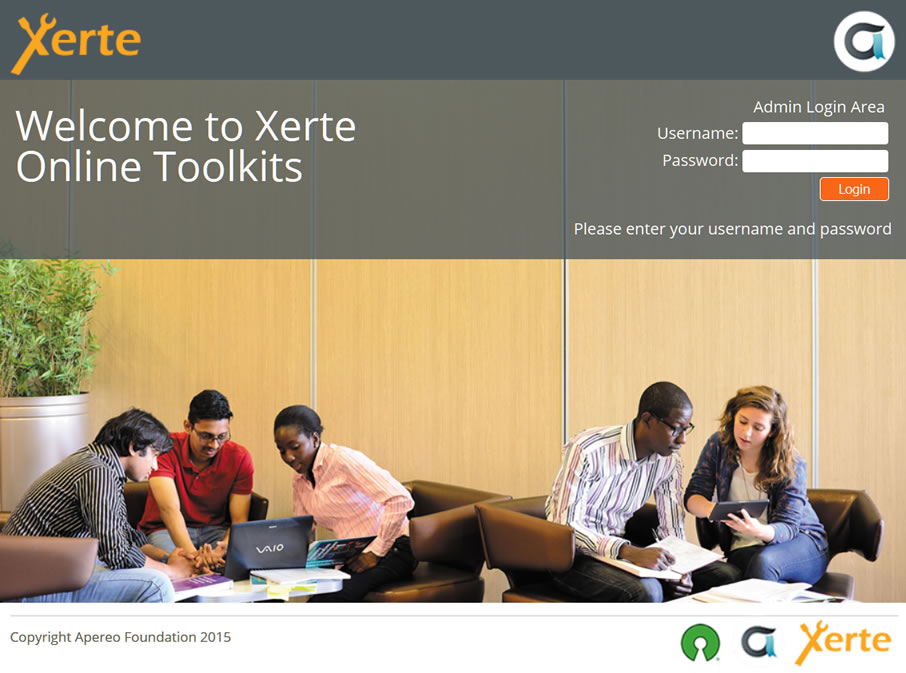 Xerte
Welcome to Xerte
Online Toolkits
Admin Login Area
Username:
Password:
Login
Please enter your username and password
VAIO
Copyright Apereo Foundation 2015
Xerte